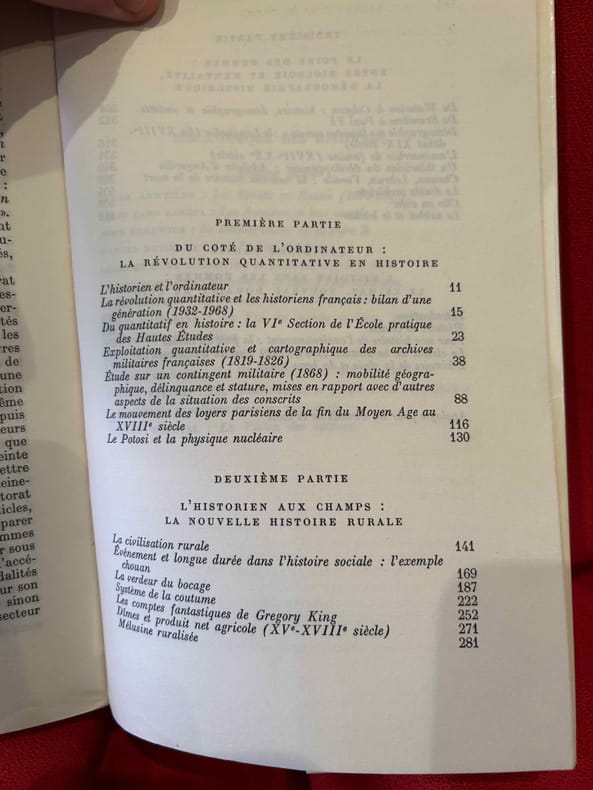 PREMIÈRE PARTIE
DU COTÉ DE L'ORDINATEUR :
LA RÉVOLUTION QUANTITATIVE EN HISTOIRE
L'historien et l'ordinateur 11
La révolution quantitative et les historiens français : bilan d'une
génération (1932-1968) 15
Du quantitatif en histoire : la VIe Section de l'École pratique
des Hautes Études 23
Exploitation quantitative et cartographique des archives
militaires françaises (1819-1826) 38
Étude sur un contingent militaire (1868) : mobilité géogra-
phique, délinquance et stature, mises en rapport avec d'autres
aspects de la situation des conscrits 88
Le mouvement des loyers parisiens de la fin du Moyen Age au
XVIIIe siècle 116
Le Potosi et la physique nucléaire 130
DEUXIÈME PARTIE
L'HISTORIEN AUX CHAMPS :
LA NOUVELLE HISTOIRE RURALE
La civilisation rurale 141
Événement et longue durée dans l'histoire sociale : l'exemple
chouan 169
La verdeur du bocage 187
Système de la coutume 222
Les comptes fantastiques de Gregory King 252
Dîmes et produit net agricole (XVe-XVIIIe siècle) 271
Mélusine ruralisée 281